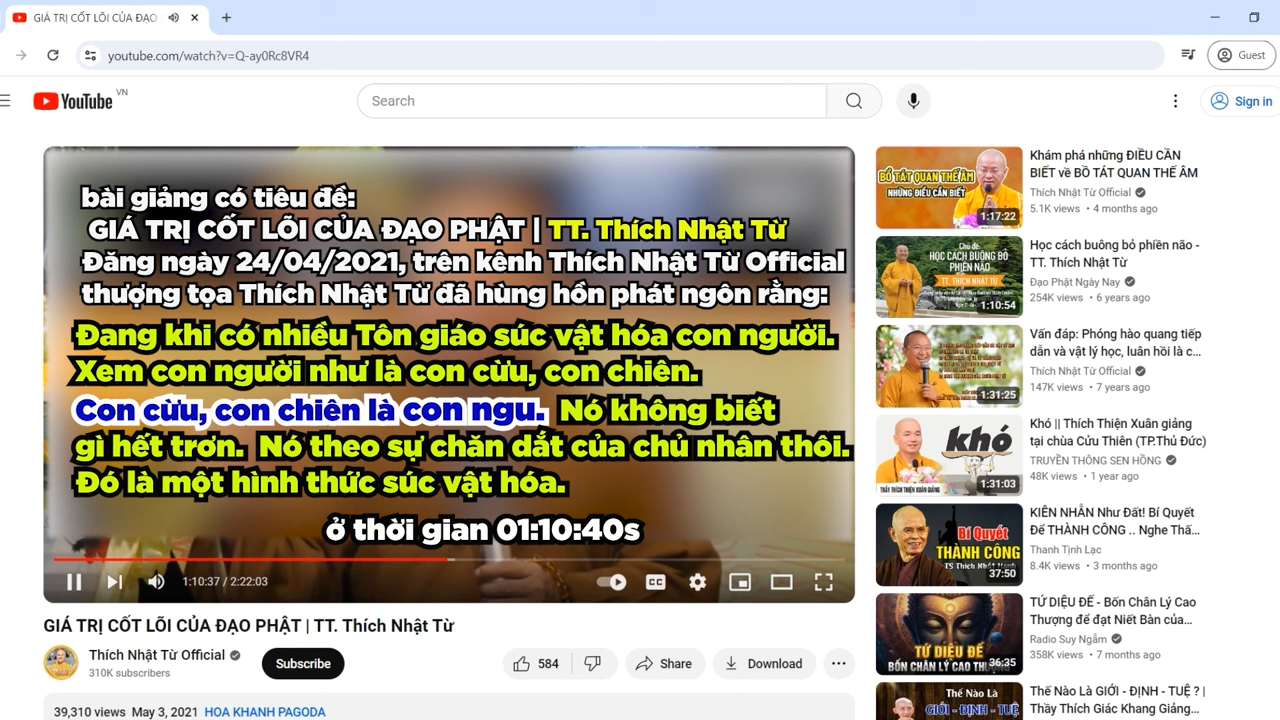 GIÁ TRỊ CỐT LÕI CỦA ĐẠO
youtube.com/watch?v=Q-ay0Rc8VR4
Guest
YouTube VN
Search
Sign in
bài giảng có tiêu đề:
GIÁ TRỊ CỐT LÕI CỦA ĐẠO PHẬT | TT. Thích Nhật Từ
Đăng ngày 24/04/2021, trên kênh Thích Nhật Từ Official
thượng tọa Thích Nhật Từ đã hùng hồn phát ngôn rằng:
Đang khi có nhiều Tôn giáo súc vật hóa con người.
Xem con người như là con cừu, con chiên.
Con cừu, con chiên là con ngu. Nó không biết
gì hết trơn. Nó theo sự chăn dắt của chủ nhân thôi.
Đó là một hình thức súc vật hóa.
ở thời gian 01:10:40s
1:10:37 / 2:22:03
CC
GIÁ TRỊ CỐT LÕI CỦA ĐẠO PHẬT | TT. Thích Nhật Từ
Thích Nhật Từ Official
310K subscribers
Subscribe
584
Share
Download
39,310 views May 3, 2021 HOA KHANH PAGODA
BỒ TÁT QUAN THẾ ÂM
NHỮNG ĐIỀU CẦN BIẾT
1:17:22
Khám phá những ĐIỀU CẦN
BIẾT về BỒ TÁT QUAN THẾ ÂM
Thích Nhật Từ Official
5.1K views • 4 months ago
Chủ đề:
HỌC CÁCH BUÔNG BỎ
PHIỀN NÃO
TT. THÍCH NHẬT TỪ
1:10:54
Học cách buông bỏ phiền não -
TT. Thích Nhật Từ
Đạo Phật Ngày Nay
254K views • 6 years ago
1:31:25
Vấn đáp: Phóng hào quang tiếp
dẫn và vật lý học, luân hồi là c...
Thích Nhật Từ Official
147K views • 7 years ago
khó
THẦY THÍCH THIỆN XUÂN GIẢNG
1:31:03
Khó || Thích Thiện Xuân giảng
tại chùa Cửu Thiên (TP.Thủ Đức)
TRUYỀN THÔNG SEN HỒNG
48K views • 1 year ago
Bí Quyết
THÀNH CÔNG
TS Thích Nhất Hạnh
37:50
KIÊN NHẪN Như Đất! Bí Quyết
Để THÀNH CÔNG .. Nghe Thấ...
Thanh Tịnh Lạc
8.4K views • 3 months ago
TỨ DIỆU ĐẾ
BỐN CHÂN LÝ CAO THƯỢNG
36:35
TỨ DIỆU ĐẾ - Bốn Chân Lý Cao
Thượng để đạt Niết Bàn của...
Radio Suy Ngẫm
358K views • 7 months ago
Thế Nào Là
GIỚI - ĐỊNH - TUỆ
Thế Nào Là GIỚI - ĐỊNH - TUỆ ? |
Thầy Thích Giác Khang Giảng...